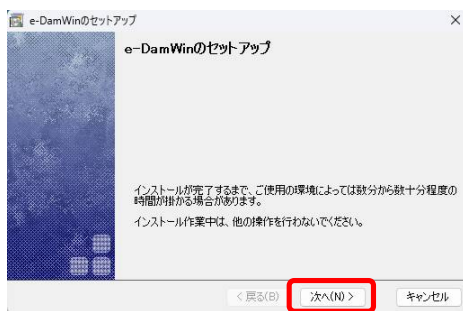 e-DamWinのセットアップ
e-DamWinのセットアップ
インストールが完了するまで、ご使用の環境によっては数分から数十分程度の
時間が掛かる場合があります。
インストール作業中は、他の操作を行わないでください。
< 戻る(B)
次へ(N) >
キャンセル